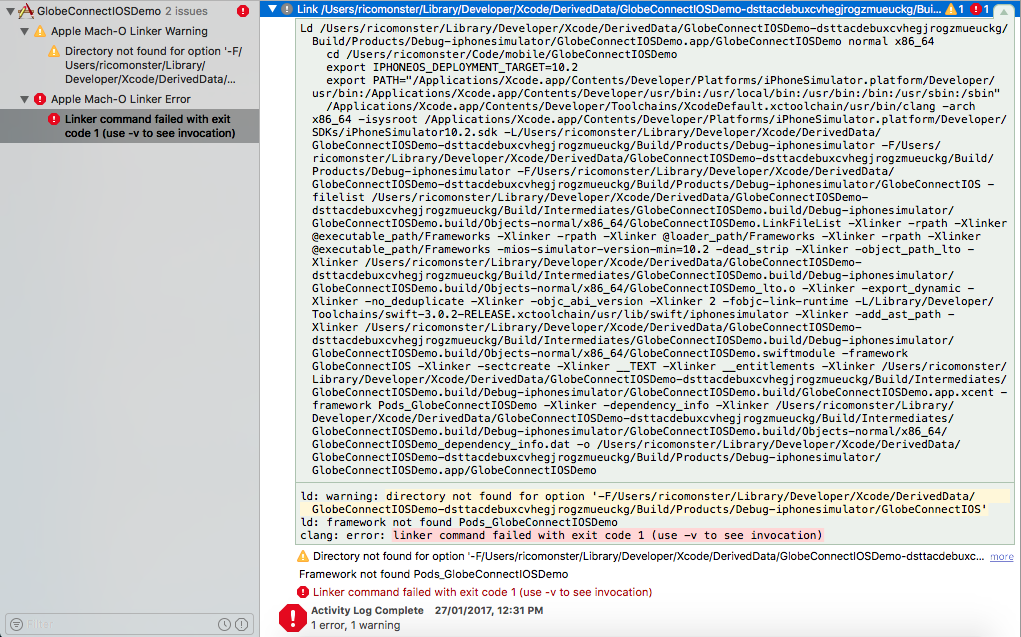 GlobeConnectIOSDemo 2 issues
Apple Mach-O Linker Warning
Directory not found for option '-F/
Users/ricomonster/Library/
Developer/Xcode/DerivedData/...
Apple Mach-O Linker Error
Linker command failed with exit
code 1 (use -v to see invocation)
Filter
Link /Users/ricomonster/Library/Developer/Xcode/DerivedData/GlobeConnectIOSDemo-dsttacdebuxcvhegjrogzmueuckg/Bui... 1 1
Ld /Users/ricomonster/Library/Developer/Xcode/DerivedData/GlobeConnectIOSDemo-dsttacdebuxcvhegjrogzmueuckg/
Build/Products/Debug-iphonesimulator/GlobeConnectIOSDemo.app/GlobeConnectIOSDemo normal x86_64
cd /Users/ricomonster/Code/mobile/GlobeConnectIOSDemo
export IPHONEOS_DEPLOYMENT_TARGET=10.2
export PATH="/Applications/Xcode.app/Contents/Developer/Platforms/iPhoneSimulator.platform/Developer/
usr/bin:/Applications/Xcode.app/Contents/Developer/usr/bin:/usr/local/bin:/usr/bin:/bin:/usr/sbin:/sbin"
/Applications/Xcode.app/Contents/Developer/Toolchains/XcodeDefault.xctoolchain/usr/bin/clang -arch
x86_64 -isysroot /Applications/Xcode.app/Contents/Developer/Platforms/iPhoneSimulator.platform/Developer/
SDKs/iPhoneSimulator10.2.sdk -L/Users/ricomonster/Library/Developer/Xcode/DerivedData/
GlobeConnectIOSDemo-dsttacdebuxcvhegjrogzmueuckg/Build/Products/Debug-iphonesimulator -F/Users/
ricomonster/Library/Developer/Xcode/DerivedData/GlobeConnectIOSDemo-dsttacdebuxcvhegjrogzmueuckg/Build/
Products/Debug-iphonesimulator -F/Users/ricomonster/Library/Developer/Xcode/DerivedData/
GlobeConnectIOSDemo-dsttacdebuxcvhegjrogzmueuckg/Build/Products/Debug-iphonesimulator/GlobeConnectIOS -
filelist /Users/ricomonster/Library/Developer/Xcode/DerivedData/GlobeConnectIOSDemo-
dsttacdebuxcvhegjrogzmueuckg/Build/Intermediates/GlobeConnectIOSDemo.build/Debug-iphonesimulator/
GlobeConnectIOSDemo.build/Objects-normal/x86_64/GlobeConnectIOSDemo.LinkFileList -Xlinker -rpath -Xlinker
@executable_path/Frameworks -Xlinker -rpath -Xlinker @loader_path/Frameworks -Xlinker -rpath -Xlinker
@executable_path/Frameworks -mios-simulator-version-min=10.2 -dead_strip -Xlinker -object_path_lto -
Xlinker /Users/ricomonster/Library/Developer/Xcode/DerivedData/GlobeConnectIOSDemo-
dsttacdebuxcvhegjrogzmueuckg/Build/Intermediates/GlobeConnectIOSDemo.build/Debug-iphonesimulator/
GlobeConnectIOSDemo.build/Objects-normal/x86_64/GlobeConnectIOSDemo_lto.o -Xlinker -export_dynamic -
Xlinker -no_deduplicate -Xlinker -objc_abi_version -Xlinker 2 -fobjc-link-runtime -L/Library/Developer/
Toolchains/swift-3.0.2-RELEASE.xctoolchain/usr/lib/swift/iphonesimulator -Xlinker -add_ast_path -
Xlinker /Users/ricomonster/Library/Developer/Xcode/DerivedData/GlobeConnectIOSDemo-
dsttacdebuxcvhegjrogzmueuckg/Build/Intermediates/GlobeConnectIOSDemo.build/Debug-iphonesimulator/
GlobeConnectIOSDemo.build/Objects-normal/x86_64/GlobeConnectIOSDemo.swiftmodule -framework
GlobeConnectIOS -Xlinker -sectcreate -Xlinker __TEXT -Xlinker __entitlements -Xlinker /Users/ricomonster/
Library/Developer/Xcode/DerivedData/GlobeConnectIOSDemo-dsttacdebuxcvhegjrogzmueuckg/Build/Intermediates/
GlobeConnectIOSDemo.build/Debug-iphonesimulator/GlobeConnectIOSDemo.build/GlobeConnectIOSDemo.app.xcent -
framework Pods_GlobeConnectIOSDemo -Xlinker -dependency_info -Xlinker /Users/ricomonster/Library/
Developer/Xcode/DerivedData/GlobeConnectIOSDemo-dsttacdebuxcvhegjrogzmueuckg/Build/Intermediates/
GlobeConnectIOSDemo.build/Debug-iphonesimulator/GlobeConnectIOSDemo.build/Objects-normal/x86_64/
GlobeConnectIOSDemo_dependency_info.dat -o /Users/ricomonster/Library/Developer/Xcode/DerivedData/
GlobeConnectIOSDemo-dsttacdebuxcvhegjrogzmueuckg/Build/Products/Debug-iphonesimulator/
GlobeConnectIOSDemo.app/GlobeConnectIOSDemo
ld: warning: directory not found for option '-F/Users/ricomonster/Library/Developer/Xcode/DerivedData/
GlobeConnectIOSDemo-dsttacdebuxcvhegjrogzmueuckg/Build/Products/Debug-iphonesimulator/GlobeConnectIOS'
ld: framework not found Pods_GlobeConnectIOSDemo
clang: error: linker command failed with exit code 1 (use -v to see invocation)
Directory not found for option '-F/Users/ricomonster/Library/Developer/Xcode/DerivedData/GlobeConnectIOSDemo-dsttacdebuxc... more
Framework not found Pods_GlobeConnectIOSDemo
Linker command failed with exit code 1 (use -v to see invocation)
Activity Log Complete 27/01/2017, 12:31 PM
1 error, 1 warning